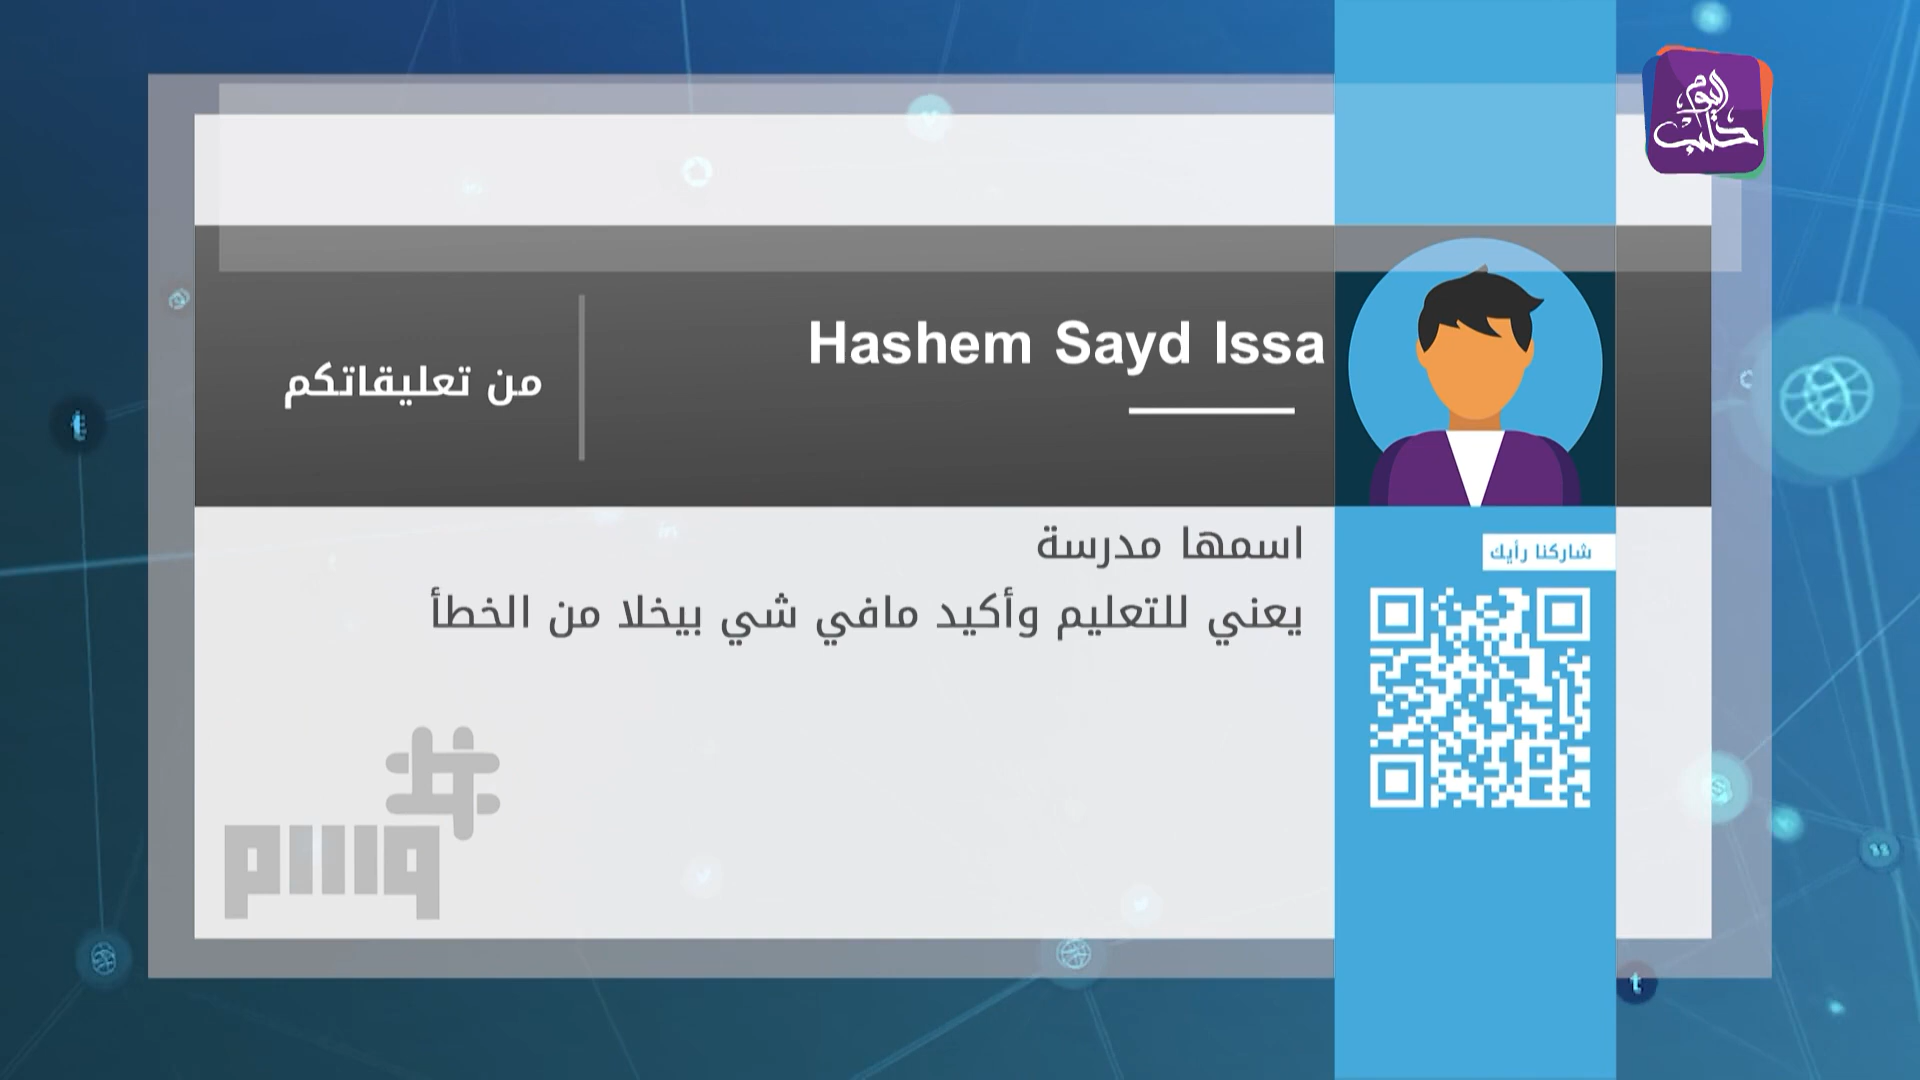 حلب اليوم
Hashem Sayd Issa
من تعليقاتكم
اسمها مدرسة
يعني للتعليم وأكيد مافي شي بيخلا من الخطأ
شاركنا رأيك
#وسم